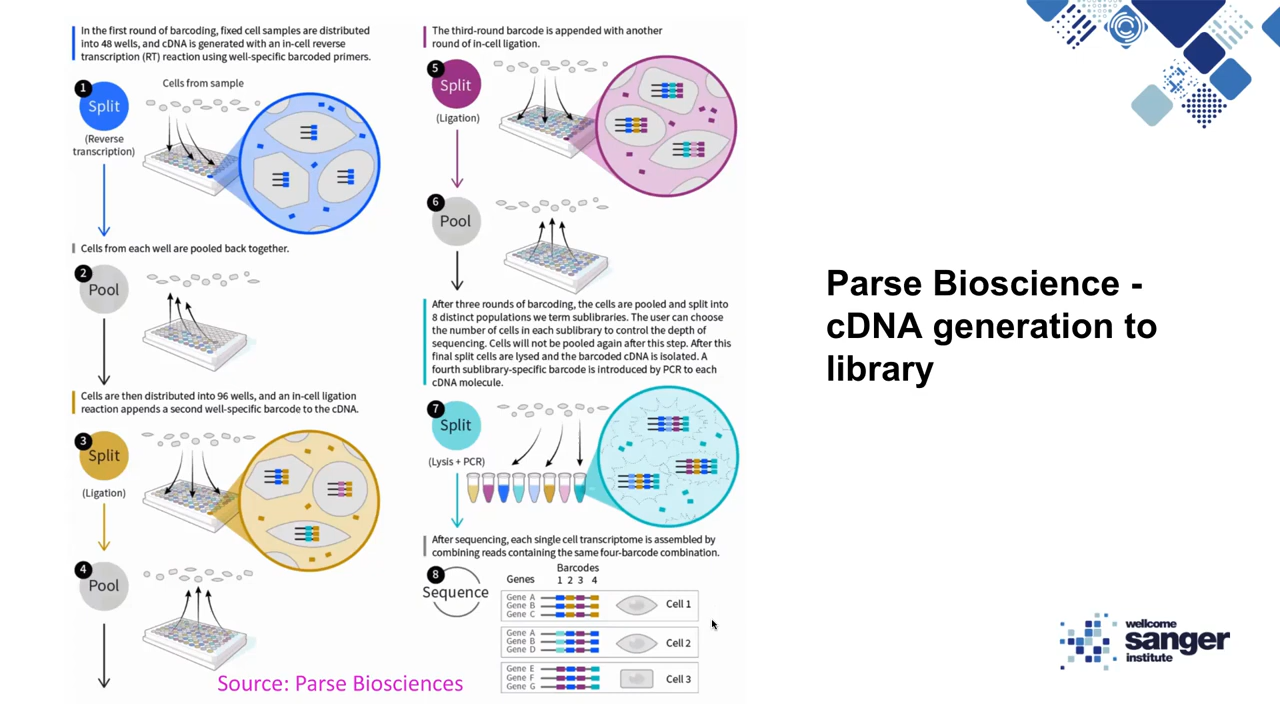 In the first round of barcoding, fixed cell samples are distributed
into 48 wells, and cDNA is generated with an in-cell reverse
transcription (RT) reaction using well-specific barcoded primers.
1
Split
(Reverse
transcription)
Cells from sample
Cells from each well are pooled back together.
2
Pool
Cells are then distributed into 96 wells, and an in-cell ligation
reaction appends a second well-specific barcode to the cDNA.
3
Split
(Ligation)
4
Pool
Source: Parse Biosciences
The third-round barcode is appended with another
round of in-cell ligation.
5
Split
(Ligation)
6
Pool
After three rounds of barcoding, the cells are pooled and split into
8 distinct populations we term sublibraries. The user can choose
the number of cells in each sublibrary to control the depth of
sequencing. Cells will not be pooled again after this step. After this
final split cells are lysed and the barcoded cDNA is isolated. A
fourth sublibrary-specific barcode is introduced by PCR to each
cDNA molecule.
7
Split
(Lysis + PCR)
After sequencing, each single cell transcriptome is assembled by
combining reads containing the same four-barcode combination.
8
Sequence
Barcodes
Genes 1 2 3 4
Gene A
Gene B
Gene C
Cell 1
Gene A
Gene B
Gene D
Cell 2
Gene E
Gene F
Gene G
Cell 3
Parse Bioscience -
cDNA generation to
library
wellcome
sanger
institute